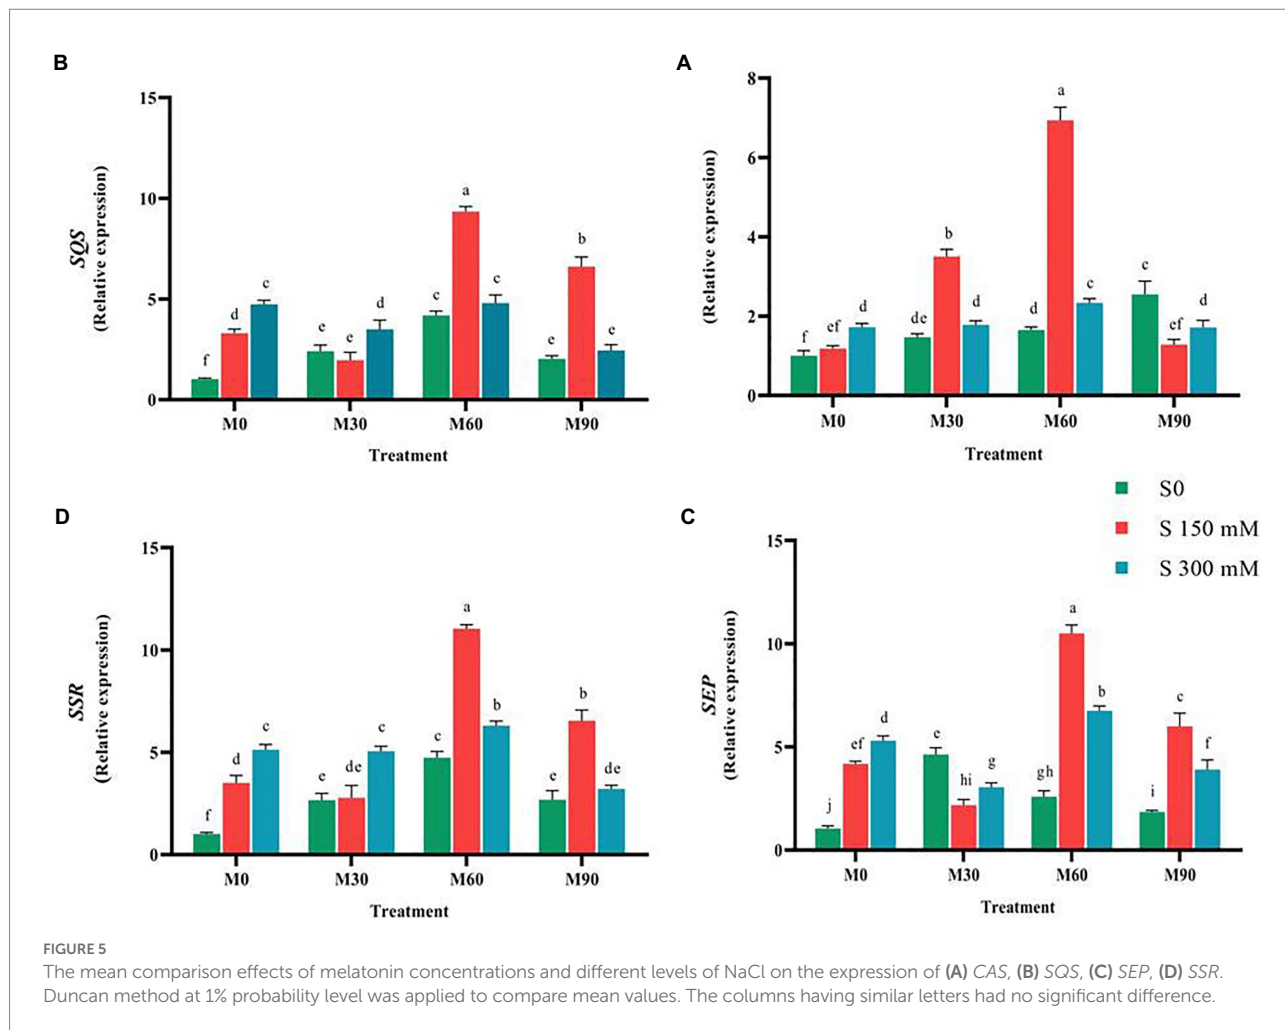 B
SQS
(Relative expression)
15
10
5
0
f d c e e d c a c e b e
M0 M30 M60 M90
Treatment
A
(Relative expression)
8
6
4
2
0
f ef d de b d d a c c ef d
M0 M30 M60 M90
Treatment
S0
S 150 mM
S 300 mM
D
SSR
(Relative expression)
15
10
5
0
f d c e de c c a b e b de
M0 M30 M60 M90
Treatment
C
SEP
(Relative expression)
15
10
5
0
j ef d e hi g gh a b i c f
M0 M30 M60 M90
Treatment
FIGURE 5
The mean comparison effects of melatonin concentrations and different levels of NaCl on the expression of (A) CAS, (B) SQS, (C) SEP, (D) SSR.
Duncan method at 1% probability level was applied to compare mean values. The columns having similar letters had no significant difference.